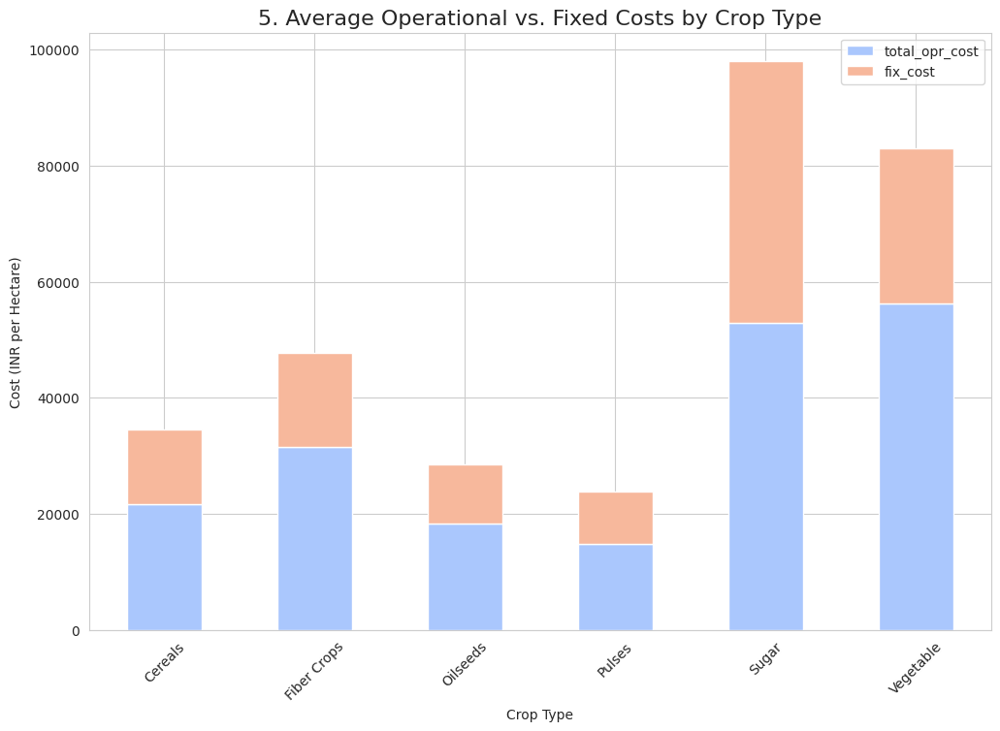 5. Average Operational vs. Fixed Costs by Crop Type
total_opr_cost
fix_cost
Cost (INR per Hectare)
100000
80000
60000
40000
20000
0
Cereals
Fiber Crops
Oilseeds
Pulses
Sugar
Vegetable
Crop Type